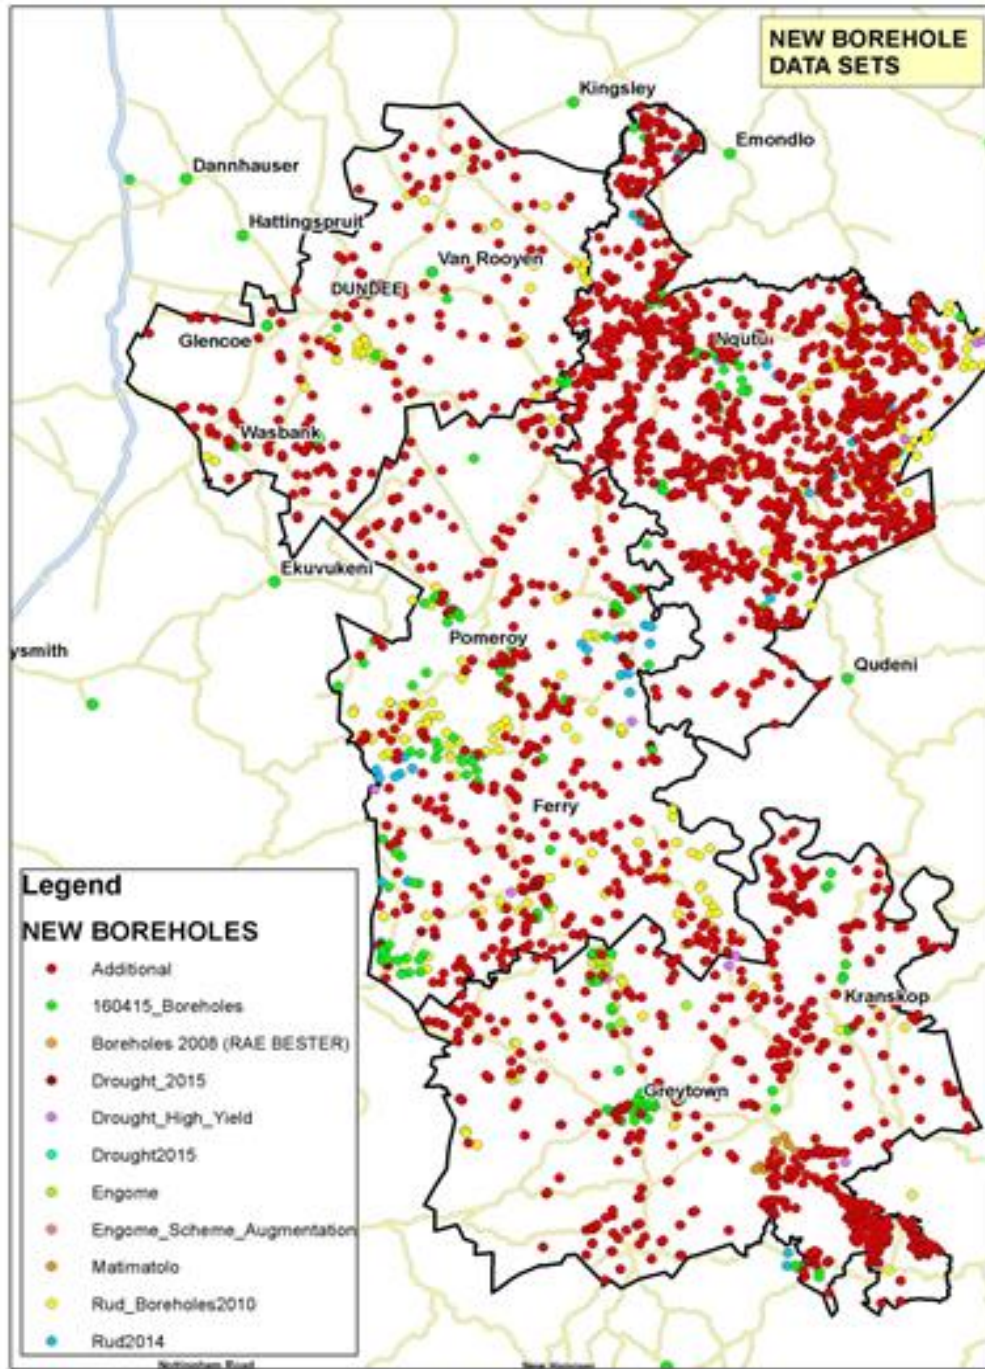 NEW BOREHOLE
DATA SETS
Kingsley
Emondlo
Dannhauser
Hattingspruit
Van Rooyen
DUNDEE
Glencoe
Nqutu
Wasbank
Ekuvukeni
Pomeroy
ysmith
Qudeni
Ferry
Legend
NEW BOREHOLES
Additional
160415_Boreholes
Boreholes 2008 (RAE BESTER)
Drought_2015
Drought_High_Yield
Drought2015
Engome
Engome_Scheme_Augmentation
Matimatolo
Rud_Boreholes2010
Rud2014
Kranskop
Greytown
Nottingham Road